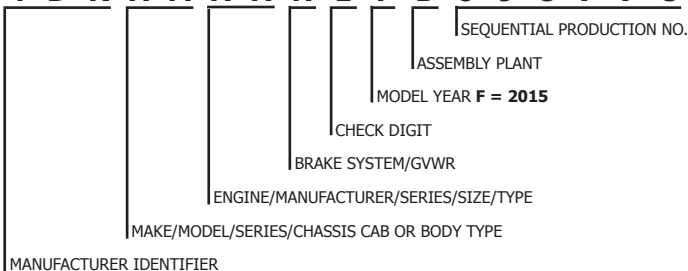 SEQUENTIAL PRODUCTION NO.
ASSEMBLY PLANT
MODEL YEAR F = 2015
CHECK DIGIT
BRAKE SYSTEM/GVWR
ENGINE/MANUFACTURER/SERIES/SIZE/TYPE
MAKE/MODEL/SERIES/CHASSIS CAB OR BODY TYPE
MANUFACTURER IDENTIFIER